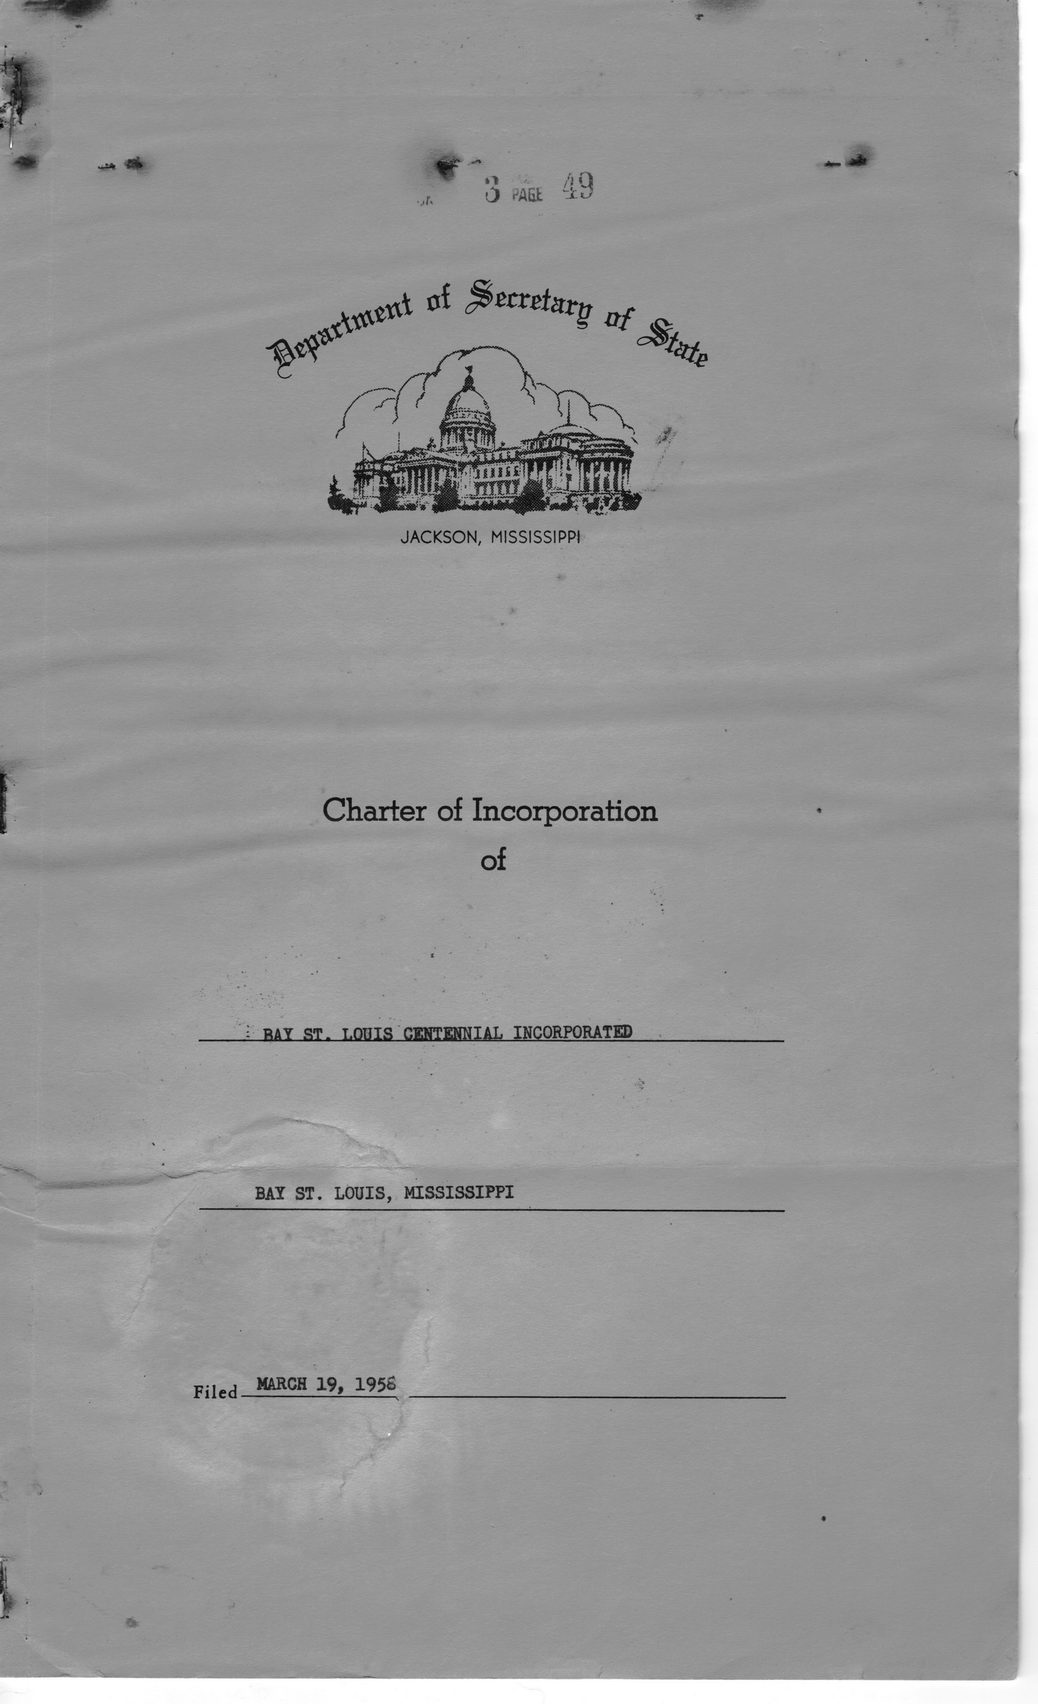 3 PAGE 49
Department of Secretary of State
JACKSON, MISSISSIPPI
Charter of Incorporation
of
BAY ST. LOUIS CENTENNIAL INCORPORATED
BAY ST. LOUIS, MISSISSIPPI
Filed MARCH 19, 1958